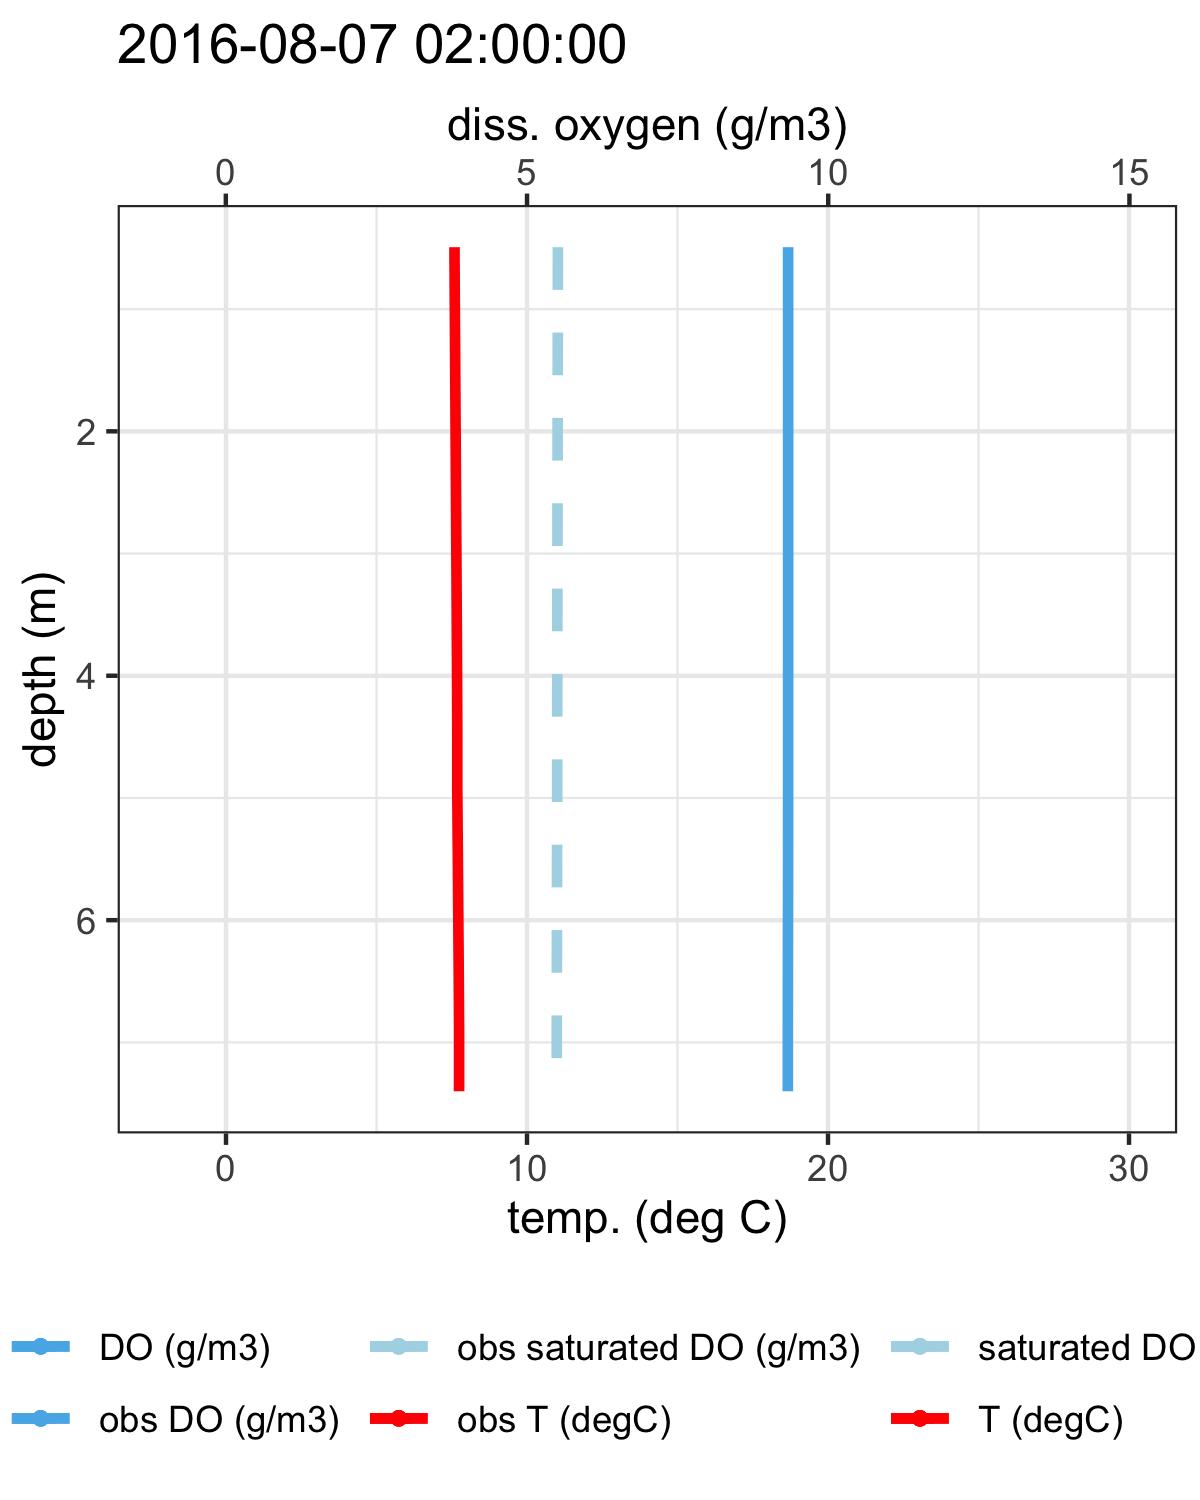 2016-08-07 02:00:00
diss. oxygen (g/m3)
0 5 10 15
depth (m)
2
4
6
0 10 20 30
temp. (deg C)
DO (g/m3) obs saturated DO (g/m3) saturated DO
obs DO (g/m3) obs T (degC) T (degC)